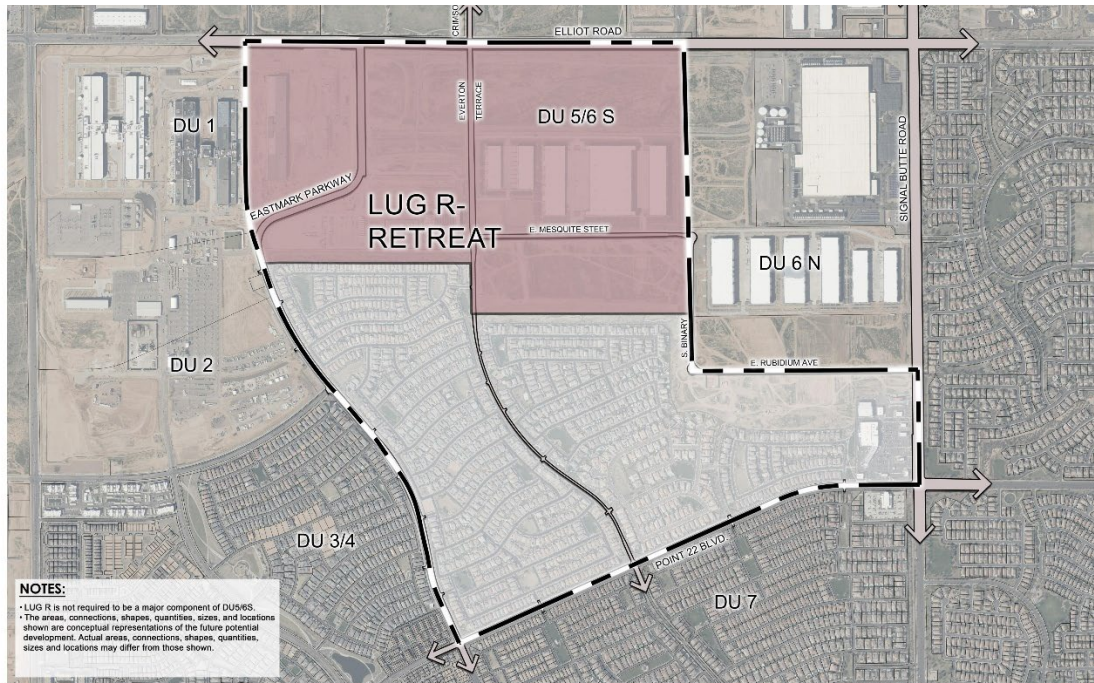 CRIMSO
ELLIOT ROAD
EVERTON
TERRACE
DU 1
DU 5/6 S
SIGNAL BUTTE ROAD
EASTMARK PARKWAY
LUG R-
RETREAT
E. MESQUITE STEET
DU 6 N
S. BINARY
E. RUBIDIUM AVE
DU 2
DU 3/4
POINT 22 BLVD.
DU 7
NOTES:
• LUG R is not required to be a major component of DU5/6S.
• The areas, connections, shapes, quantities, sizes, and locations
shown are conceptual representations of the future potential
development. Actual areas, connections, shapes, quantities,
sizes and locations may differ from those shown.